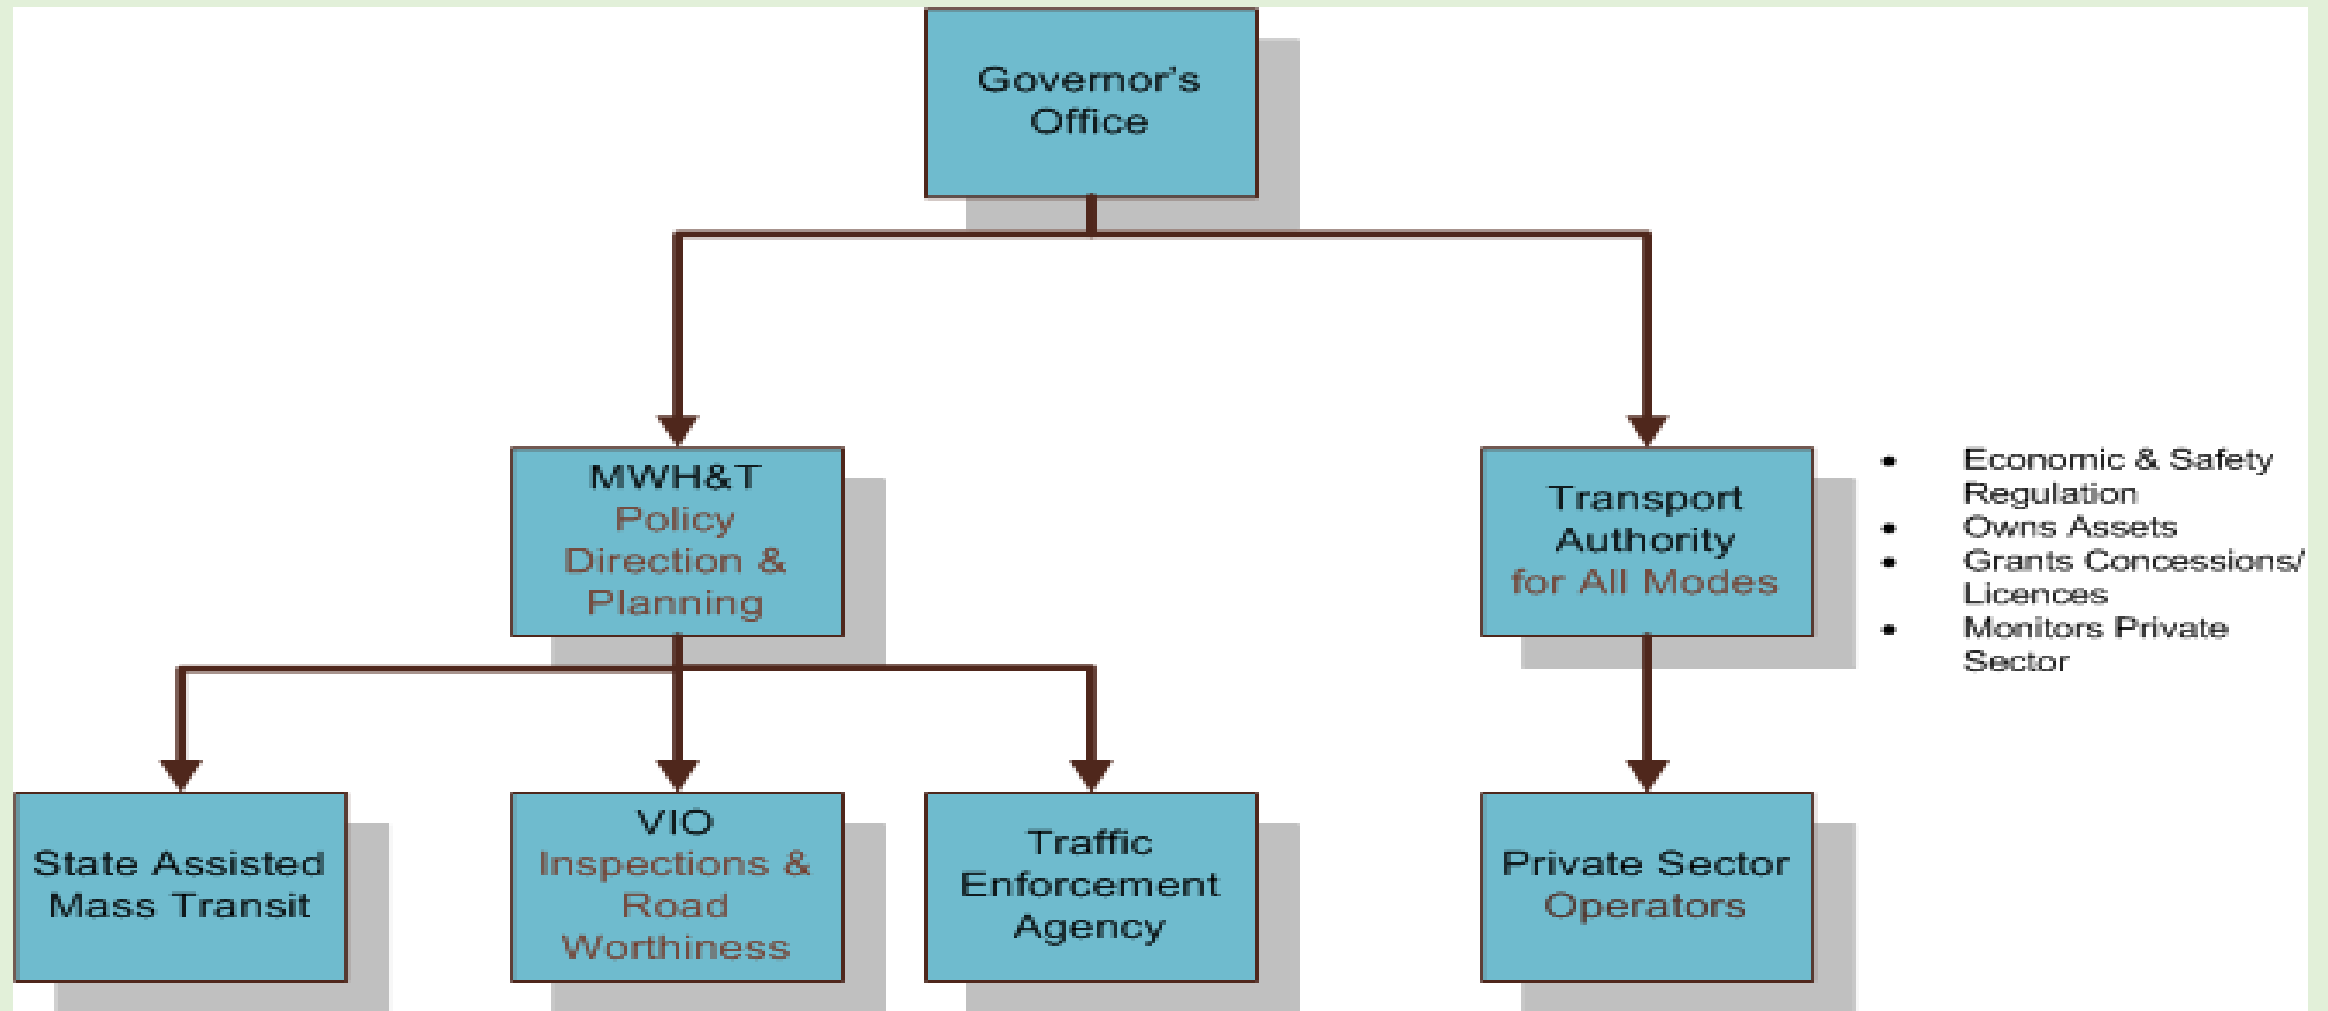 Governor's
Office
MWH&T
Policy
Direction &
Planning
Transport
Authority
for All Modes
• Economic & Safety
Regulation
• Owns Assets
• Grants Concessions/
Licences
• Monitors Private
Sector
State Assisted
Mass Transit
VIO
Inspections &
Road
Worthiness
Traffic
Enforcement
Agency
Private Sector
Operators